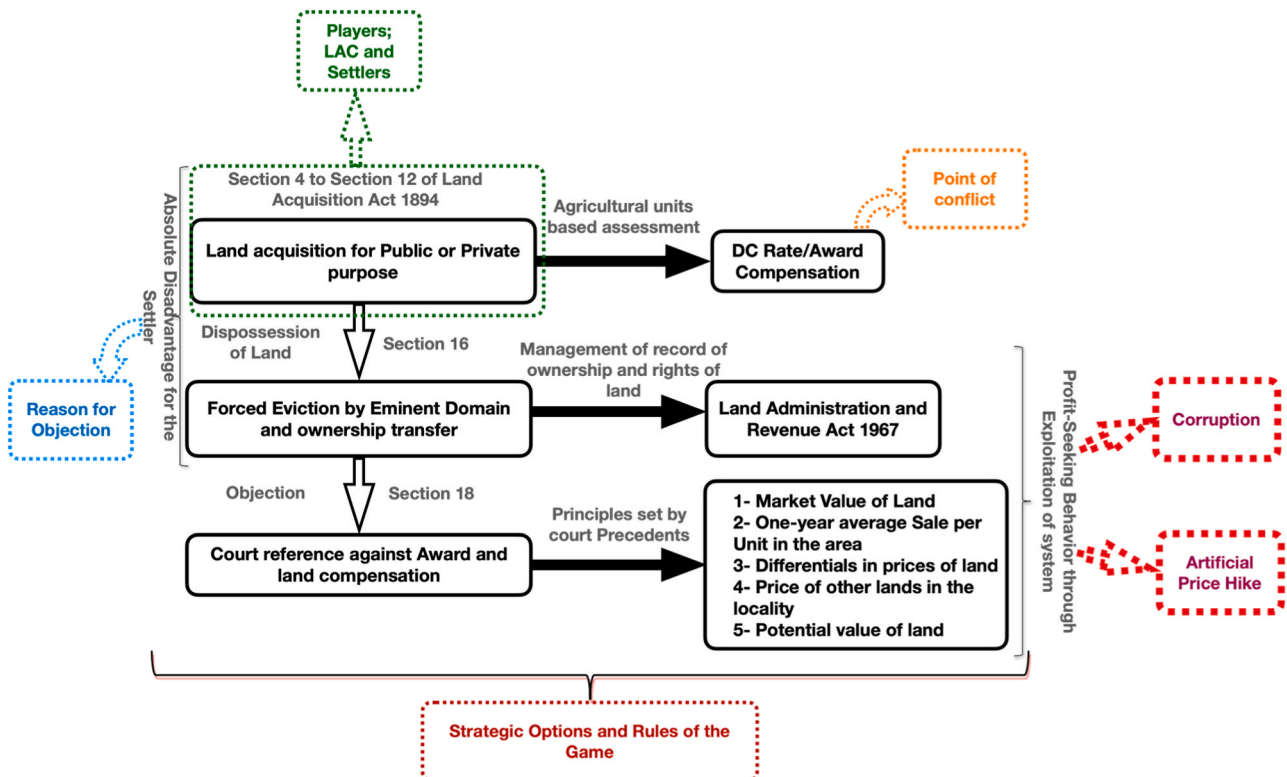 Players;
LAC and
Settlers
Section 4 to Section 12 of Land
Acquisition Act 1894
Land acquisition for Public or Private
purpose
Agricultural units
based assessment
DC Rate/Award
Compensation
Point of
conflict
Absolute Disadvantage for the
Settler
Reason for
Objection
Dispossession
of Land
Section 16
Forced Eviction by Eminent Domain
and ownership transfer
Management of record of
ownership and rights of
land
Land Administration and
Revenue Act 1967
Objection
Section 18
Court reference against Award and
land compensation
Principles set by
court Precedents
1- Market Value of Land
2- One-year average Sale per
Unit in the area
3- Differentials in prices of land
4- Price of other lands in the
locality
5- Potential value of land
Profit-Seeking Behavior through
Exploitation of system
Corruption
Artificial
Price Hike
Strategic Options and Rules of the
Game